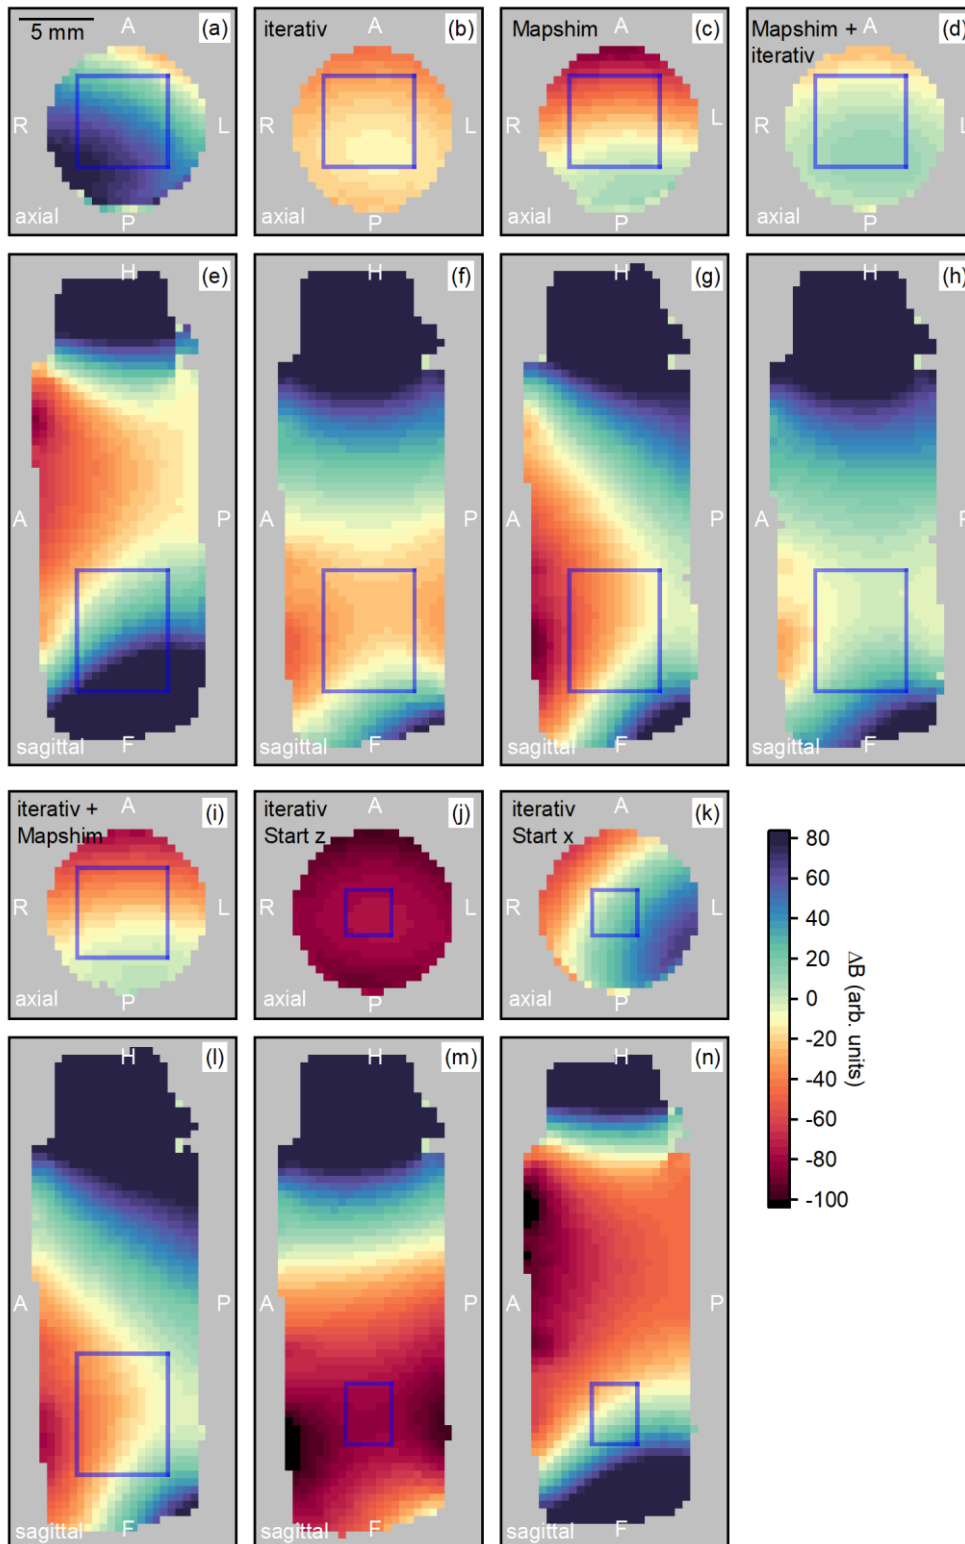 5 mm
A
(a)
R
L
axial
P
iterativ
A
(b)
axial
P
Mapshim
A
(c)
L
axial
P
Mapshim +
iterativ
A
(d)
axial
P
H
(e)
A
P
sagittal
F
H
(f)
A
P
sagittal
F
H
(g)
A
P
sagittal
F
H
(h)
A
P
sagittal
F
iterativ +
Mapshim
A
(i)
R
L
axial
P
iterativ
Start z
A
(j)
R
L
axial
P
iterativ
Start x
A
(k)
R
L
axial
P
80
60
40
20
0
-20
-40
-60
-80
-100
ΔB (arb. units)
H
(l)
A
P
sagittal
F
H
(m)
A
P
sagittal
F
H
(n)
A
P
sagittal
F